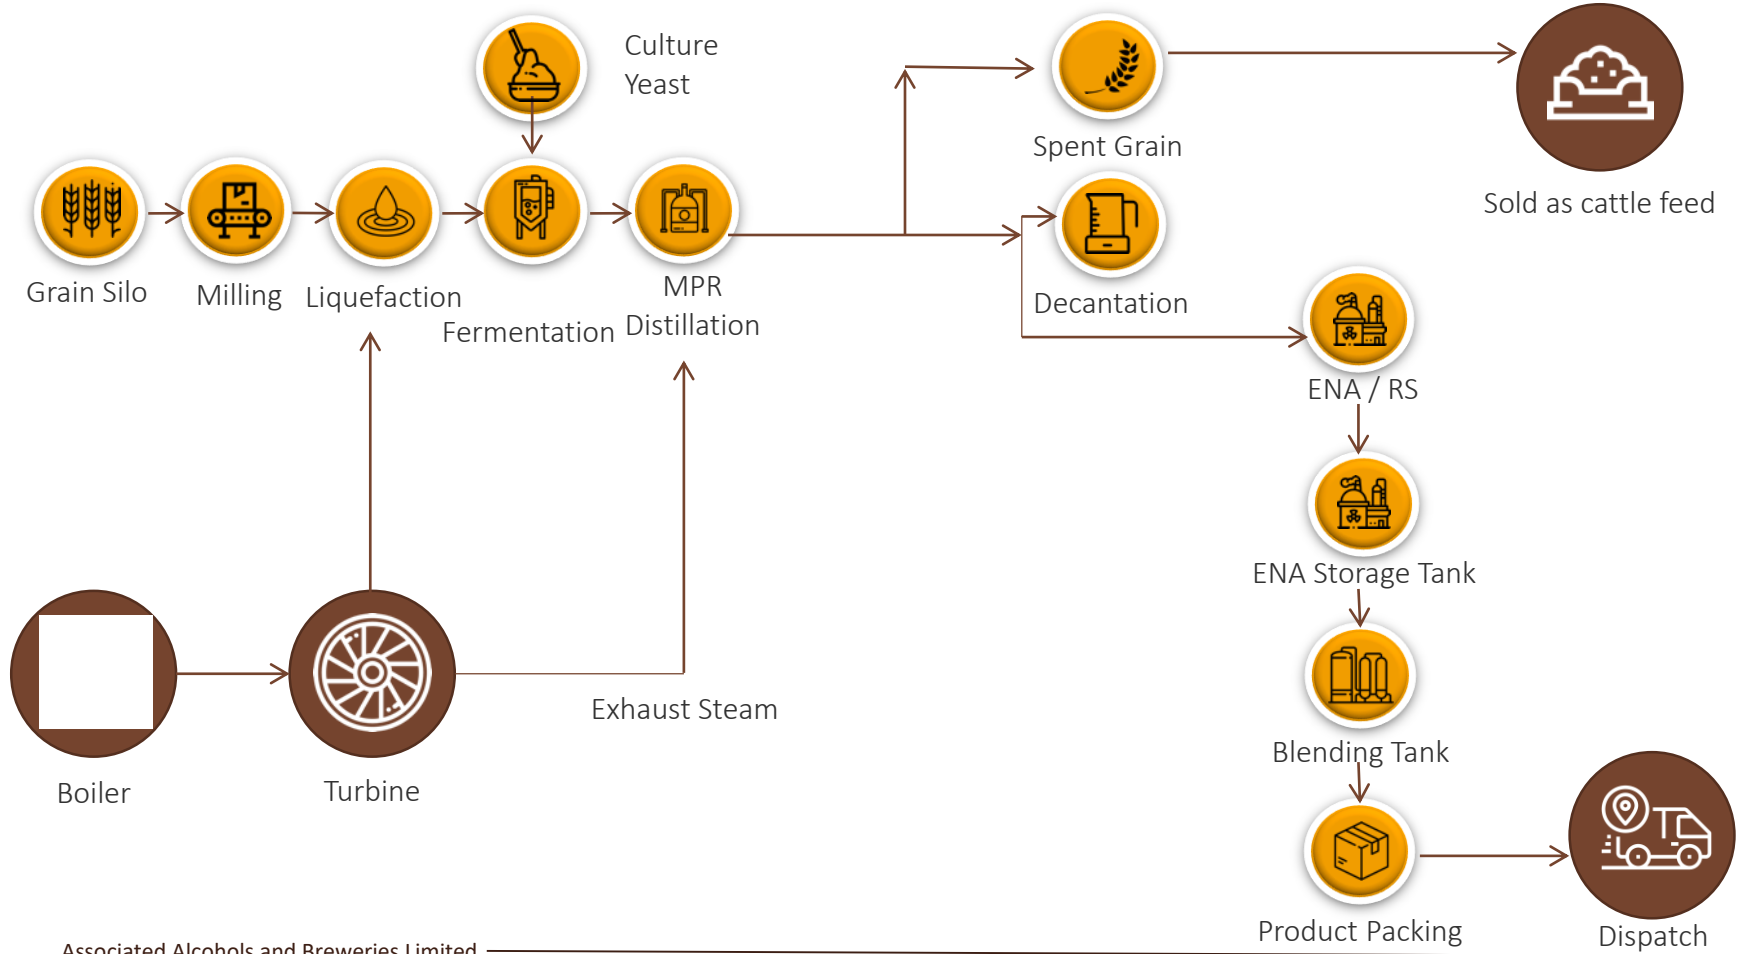 Culture
Yeast
Spent Grain
Sold as cattle feed
Grain Silo
Milling
Liquefaction
Fermentation
MPR
Distillation
Decantation
ENA / RS
ENA Storage Tank
Exhaust Steam
Blending Tank
Boiler
Turbine
Product Packing
Dispatch
Associated Alcohols and Breweries Limited